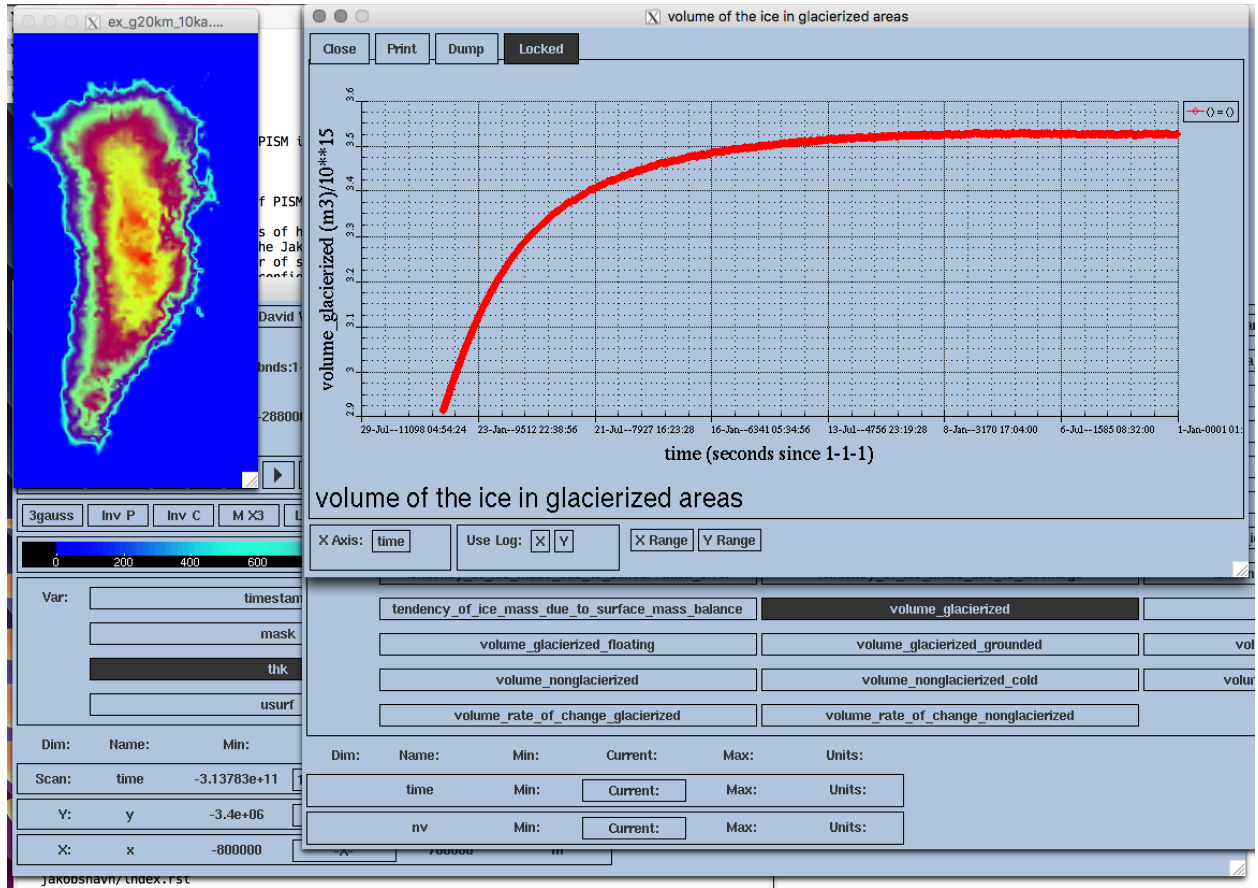 ex_g20km_10ka....
volume of the ice in glacierized areas
Close Print Dump Locked
() = ()
3.6
3.5
3.4
3.3
3.2
3.1
3
2.9
volume_glacierized (m3)/10**15
29-Jul--11098 04:54:24 23-Jan--9512 22:38:56 21-Jul--7927 16:23:28 16-Jan--6341 05:34:56 13-Jul--4756 23:19:28 8-Jan--3170 17:04:00 6-Jul--1585 08:32:00 1-Jan-0001 01:
time (seconds since 1-1-1)
volume of the ice in glacierized areas
X Axis: time Use Log: X Y X Range Y Range
PISM i
f PISM
s of h
he Jak
r of s
David
bnds:1-
-288000
3gauss Inv P Inv C M X3
0 200 400 600
Var: timestam
mask
thk
usurf
tendency_of_ice_mass_due_to_surface_mass_balance volume_glacierized
volume_glacierized_floating volume_glacierized_grounded vol
volume_nonglacierized volume_nonglacierized_cold volum
volume_rate_of_change_glacierized volume_rate_of_change_nonglacierized
Dim: Name: Min:
Scan: time -3.13783e+11
Y: y -3.4e+06
X: x -800000 -X- 700000 m
Dim: Name: Min: Current: Max: Units:
time Min: Current: Max: Units:
nv Min: Current: Max: Units:
jakobshavn/index.rst